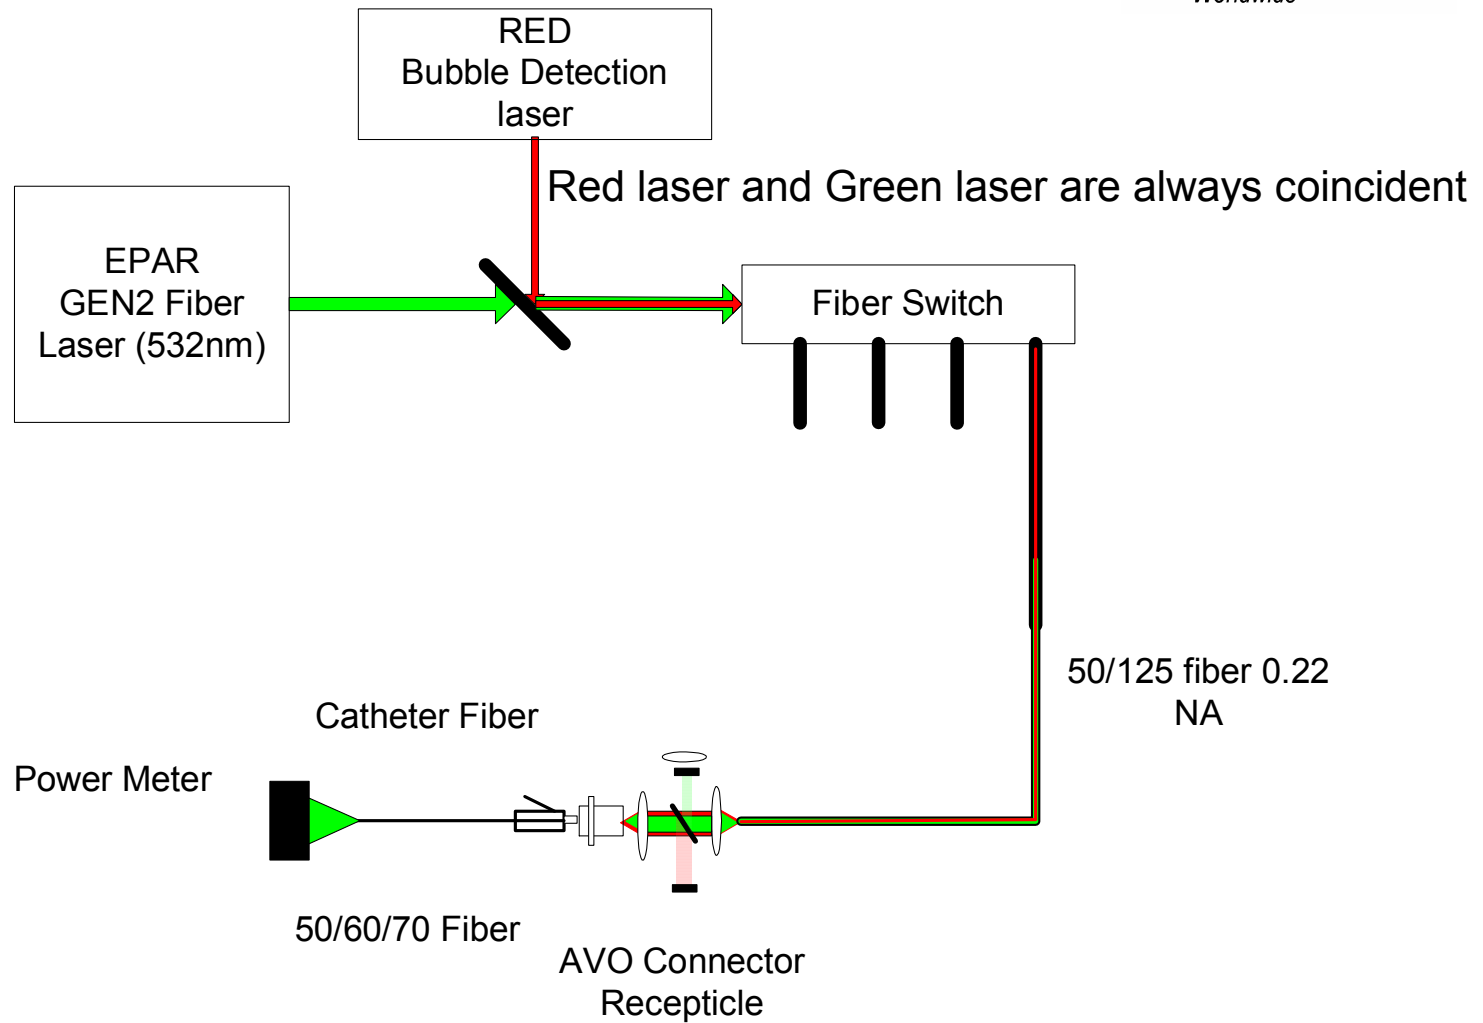 RED
Bubble Detection
laser
Red laser and Green laser are always coincident
EPAR
GEN2 Fiber
Laser (532nm)
Fiber Switch
50/125 fiber 0.22
NA
Catheter Fiber
Power Meter
50/60/70 Fiber
AVO Connector
Recepticle